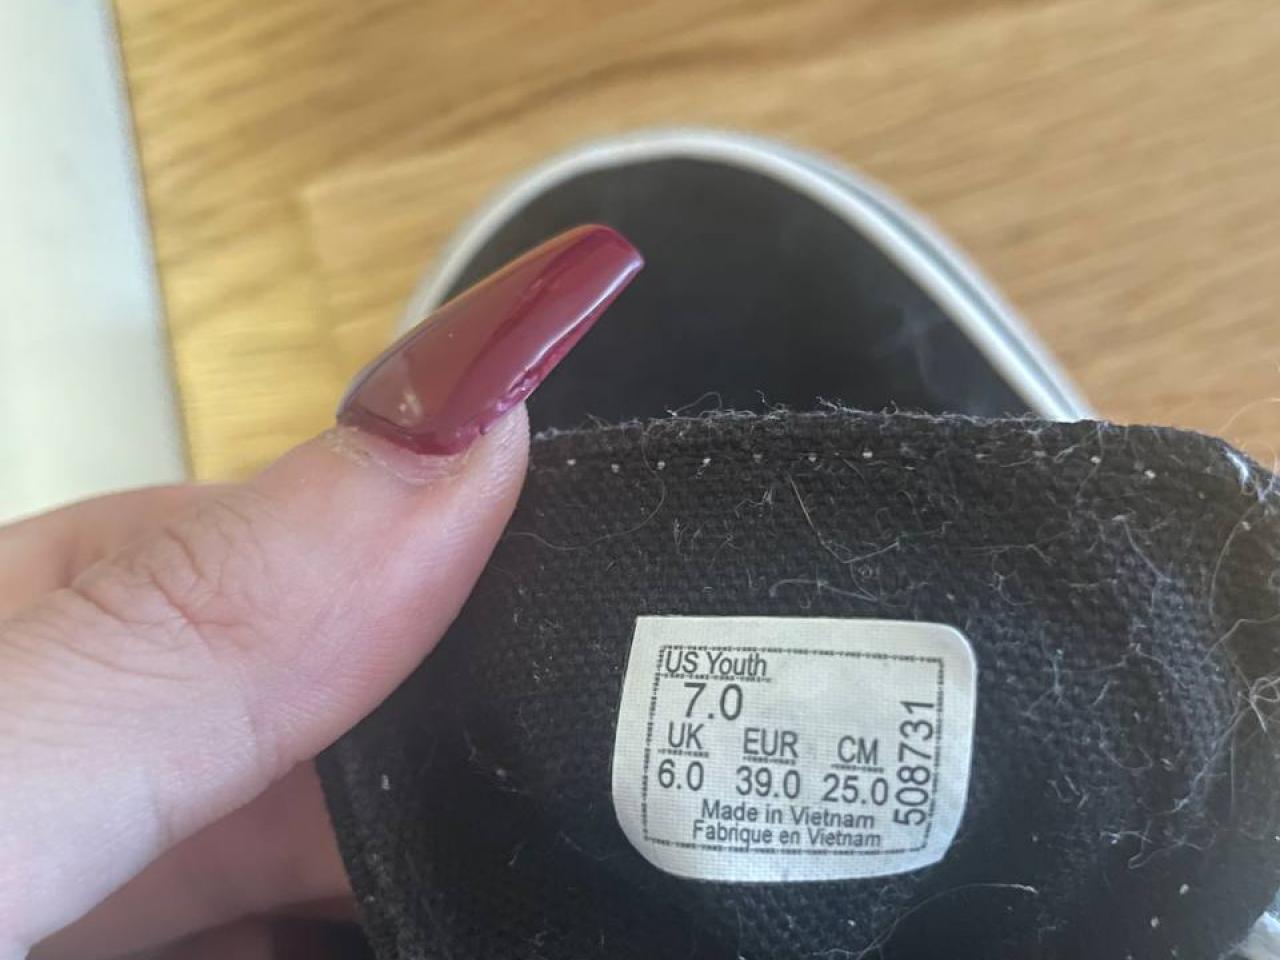 US Youth
7.0
UK EUR CM
6.0 39.0 25.0
Made in Vietnam
Fabrique en Vietnam
508731